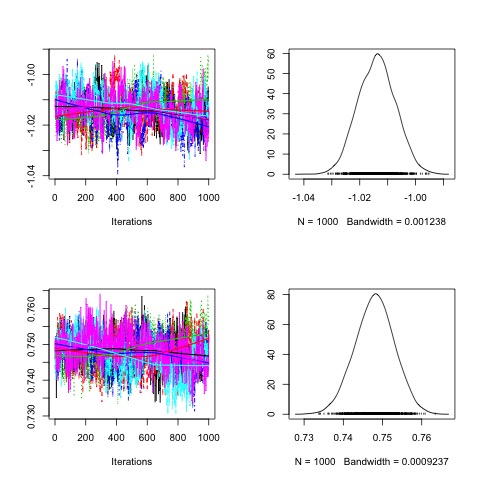 -1.04 -1.02 -1.00
0 200 400 600 800 1000
Iterations
0 10 20 30 40 50 60
-1.04 -1.02 -1.00
N = 1000 Bandwidth = 0.001238
0.730 0.740 0.750 0.760
0 200 400 600 800 1000
Iterations
0 20 40 60 80
0.73 0.74 0.75 0.76
N = 1000 Bandwidth = 0.0009237